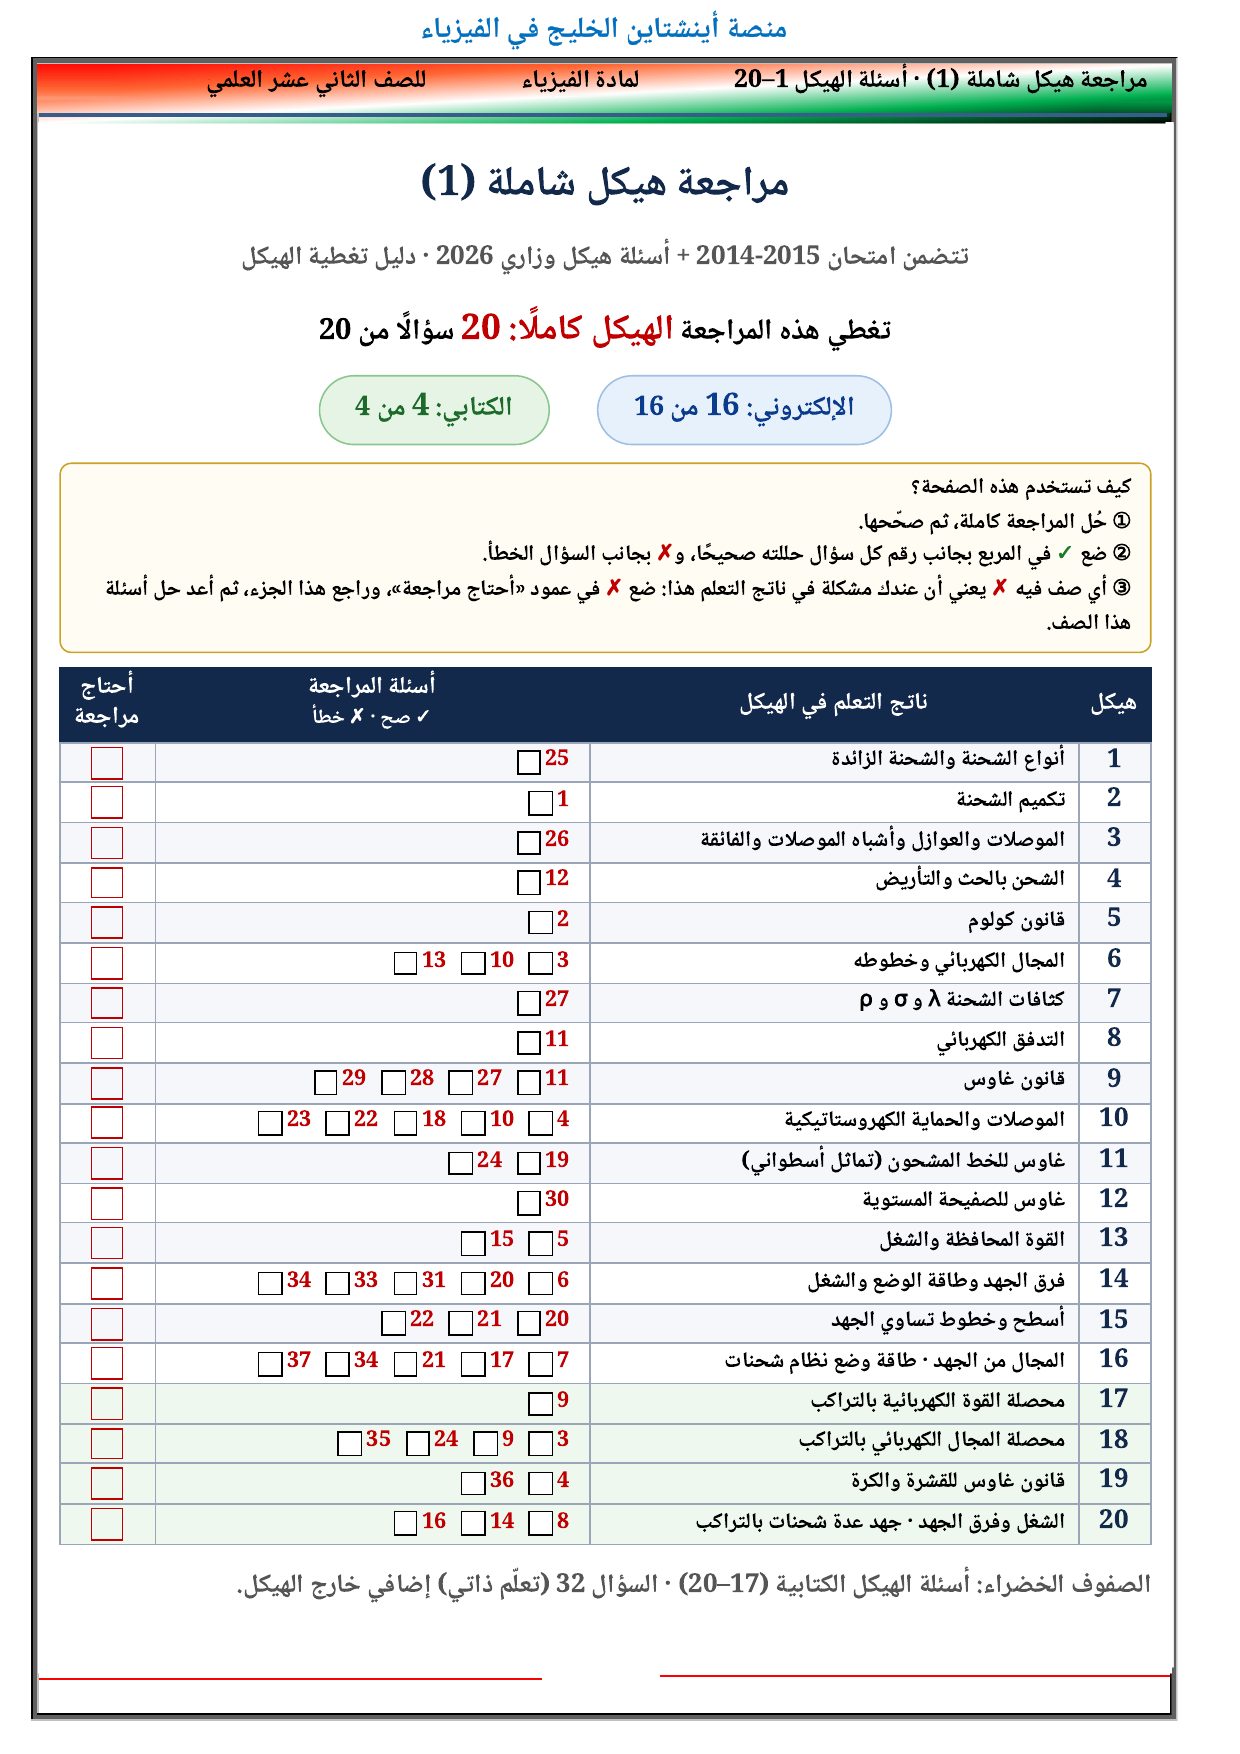 منصة أينشتاين الخليج في الفيزياء
مراجعة هيكل شاملة (1) · أسئلة الهيكل 1–20 لمادة الفيزياء للصف الثاني عشر العلمي
مراجعة هيكل شاملة (1)
تتضمن امتحان 2015-2014 + أسئلة هيكل وزاري 2026 · دليل تغطية الهيكل
تغطي هذه المراجعة الهيكل كاملًا: 20 سؤالًا من 20
الإلكتروني: 16 من 16 الكتابي: 4 من 4
كيف تستخدم هذه الصفحة؟
① حُل المراجعة كاملة، ثم صحّحها.
② ضع ✓ في المربع بجانب رقم كل سؤال حللته صحيحًا، و✗ بجانب السؤال الخطأ.
③ أي صف فيه ✗ يعني أن عندك مشكلة في ناتج التعلم هذا: ضع ✗ في عمود «أحتاج مراجعة»، وراجع هذا الجزء، ثم أعد حل أسئلة
هذا الصف.
هيكل ناتج التعلم في الهيكل أسئلة المراجعة ✓ صح · ✗ خطأ أحتاج مراجعة
1 أنواع الشحنة والشحنة الزائدة 25
2 تكميم الشحنة 1
3 الموصلات والعوازل وأشباه الموصلات والفائقة 26
4 الشحن بالحث والتأريض 12
5 قانون كولوم 2
6 المجال الكهربائي وخطوطه 3 10 13
7 كثافات الشحنة λ و σ و ρ 27
8 التدفق الكهربائي 11
9 قانون غاوس 11 27 28 29
10 الموصلات والحماية الكهروستاتيكية 4 10 18 22 23
11 غاوس للخط المشحون (تماثل أسطواني) 19 24
12 غاوس للصفيحة المستوية 30
13 القوة المحافظة والشغل 5 15
14 فرق الجهد وطاقة الوضع والشغل 6 20 31 33 34
15 أسطح وخطوط تساوي الجهد 20 21 22
16 المجال من الجهد · طاقة وضع نظام شحنات 7 17 21 34 37
17 محصلة القوة الكهربائية بالتراكب 9
18 محصلة المجال الكهربائي بالتراكب 3 9 24 35
19 قانون غاوس للقشرة والكرة 4 36
20 الشغل وفرق الجهد · جهد عدة شحنات بالتراكب 8 14 16
الصفوف الخضراء: أسئلة الهيكل الكتابية (17–20) · السؤال 32 (تعلّم ذاتي) إضافي خارج الهيكل.